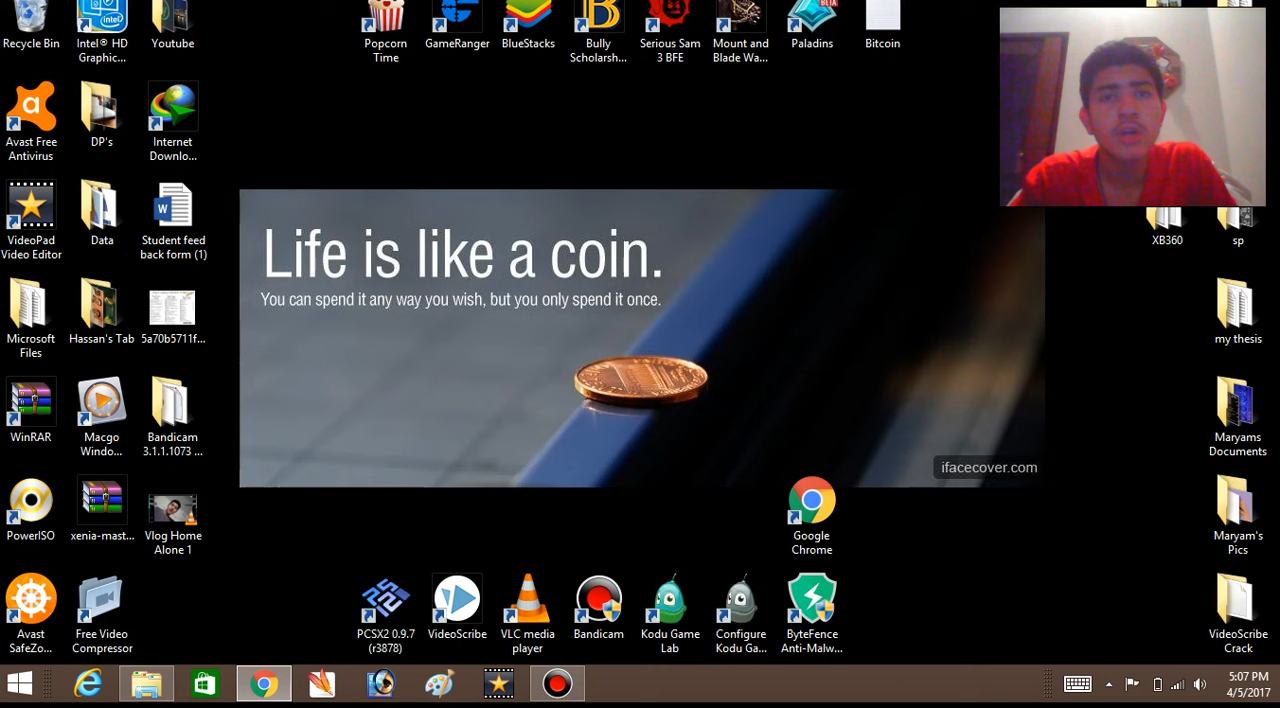 Recycle Bin
Intel® HD
Graphic...
Youtube
Popcorn
Time
GameRanger
BlueStacks
Bully
Scholarsh...
Serious Sam
3 BFE
Mount and
Blade Wa...
BETA
Paladins
Bitcoin
Avast Free
Antivirus
DP's
Internet
Downlo...
VideoPad
Video Editor
Data
Student feed
back form (1)
XB360
sp
Life is like a coin.
You can spend it any way you wish, but you only spend it once.
Microsoft
Files
Hassan's Tab
5a70b5711f...
my thesis
WinRAR
Macgo
Windo...
Bandicam
3.1.1.1073 ...
Maryams
Documents
ifacecover.com
PowerISO
xenia-mast...
Vlog Home
Alone 1
Google
Chrome
Maryam's
Pics
Avast
SafeZo...
Free Video
Compressor
PCSX2 0.9.7
(r3878)
VideoScribe
VLC media
player
Bandicam
Kodu Game
Lab
Configure
Kodu Ga...
ByteFence
Anti-Malw...
VideoScribe
Crack
5:07 PM
4/5/2017